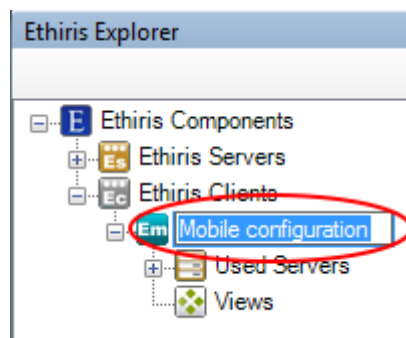 Ethiris Explorer
E Ethiris Components
Es Ethiris Servers
Ec Ethiris Clients
Em Mobile configuration
Used Servers
Views